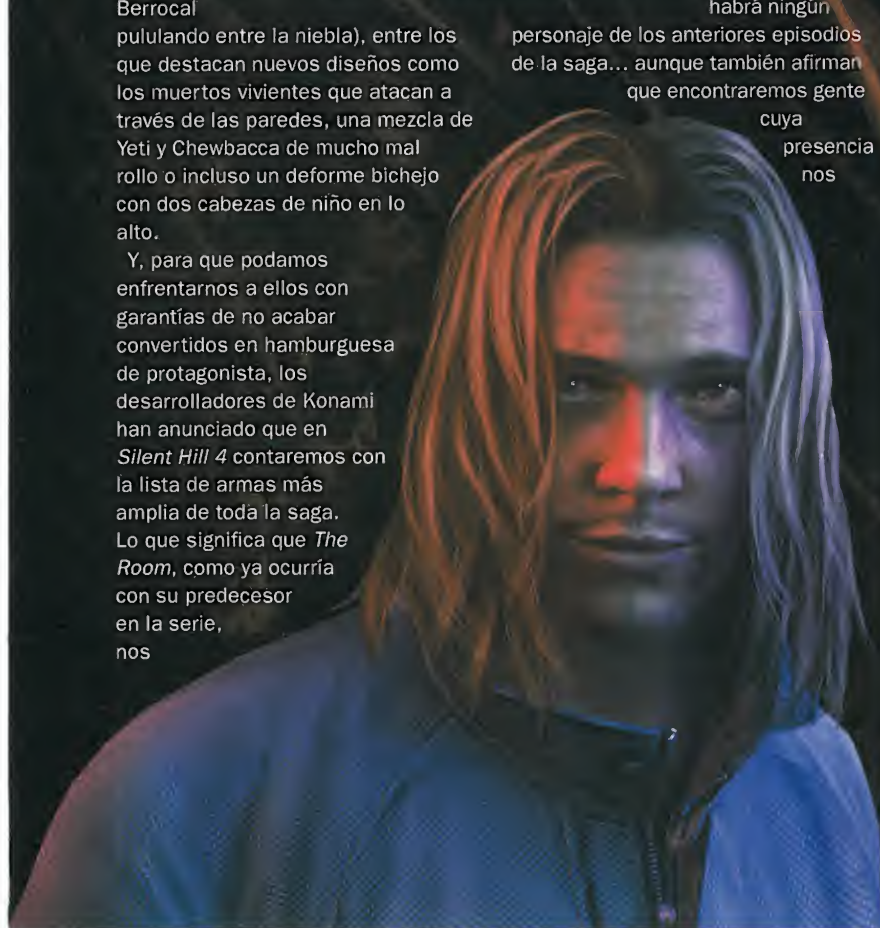 Berrocal
pululando entre la niebla), entre los
que destacan nuevos diseños como
los muertos vivientes que atacan a
través de las paredes, una mezcla de
Yeti y Chewbacca de mucho mal
rollo o incluso un deforme bichejo
con dos cabezas de niño en lo
alto.
Y, para que podamos
enfrentarnos a ellos con
garantías de no acabar
convertidos en hamburguesa
de protagonista, los
desarrolladores de Konami
han anunciado que en
Silent Hill 4 contaremos con
la lista de armas más
amplia de toda la saga.
Lo que significa que The
Room, como ya ocurría
con su predecesor
en la serie,
nos
habrá ningún
personaje de los anteriores episodios
de la saga... aunque también afirman
que encontraremos gente
cuya
presencia
nos